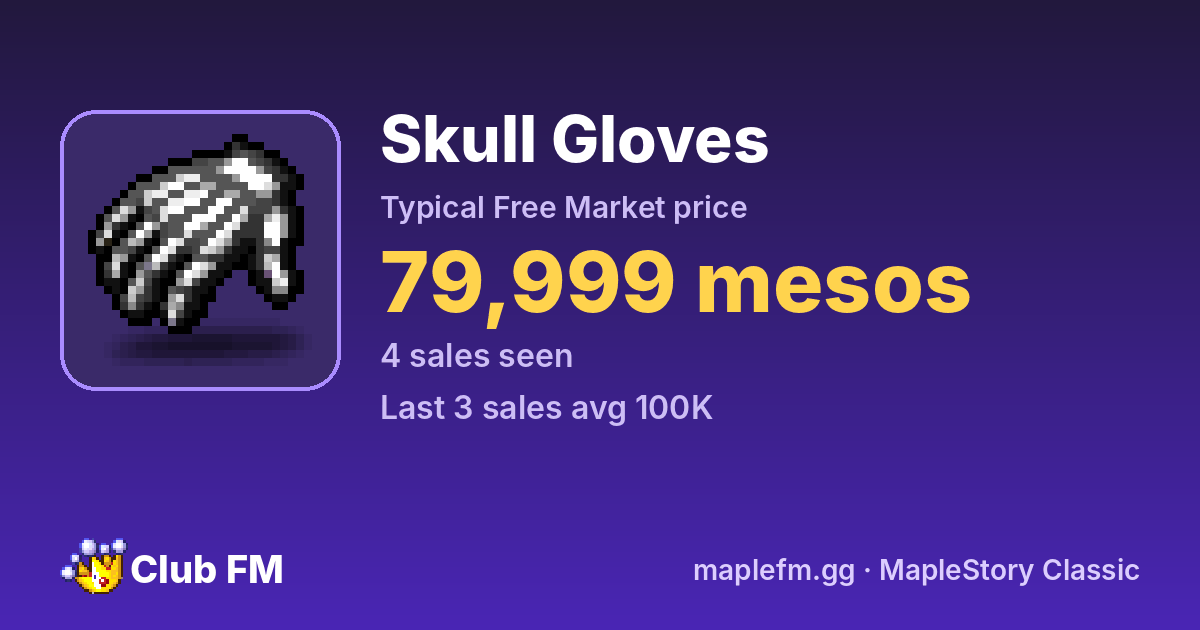 Skull Gloves
Typical Free Market price
79,999 mesos
4 sales seen
Last 3 sales avg 100K
Club FM
maplefm.gg · MapleStory Classic